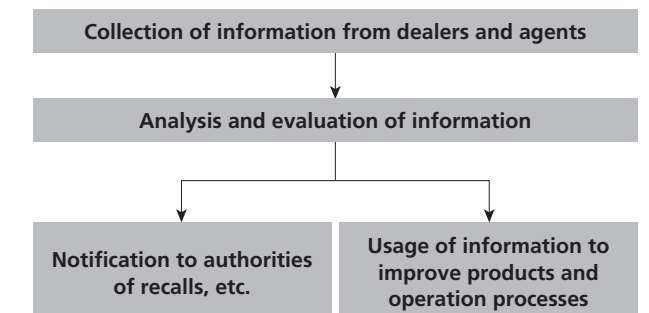 Collection of information from dealers and agents
Analysis and evaluation of information
Notification to authorities
of recalls, etc.
Usage of information to
improve products and
operation processes